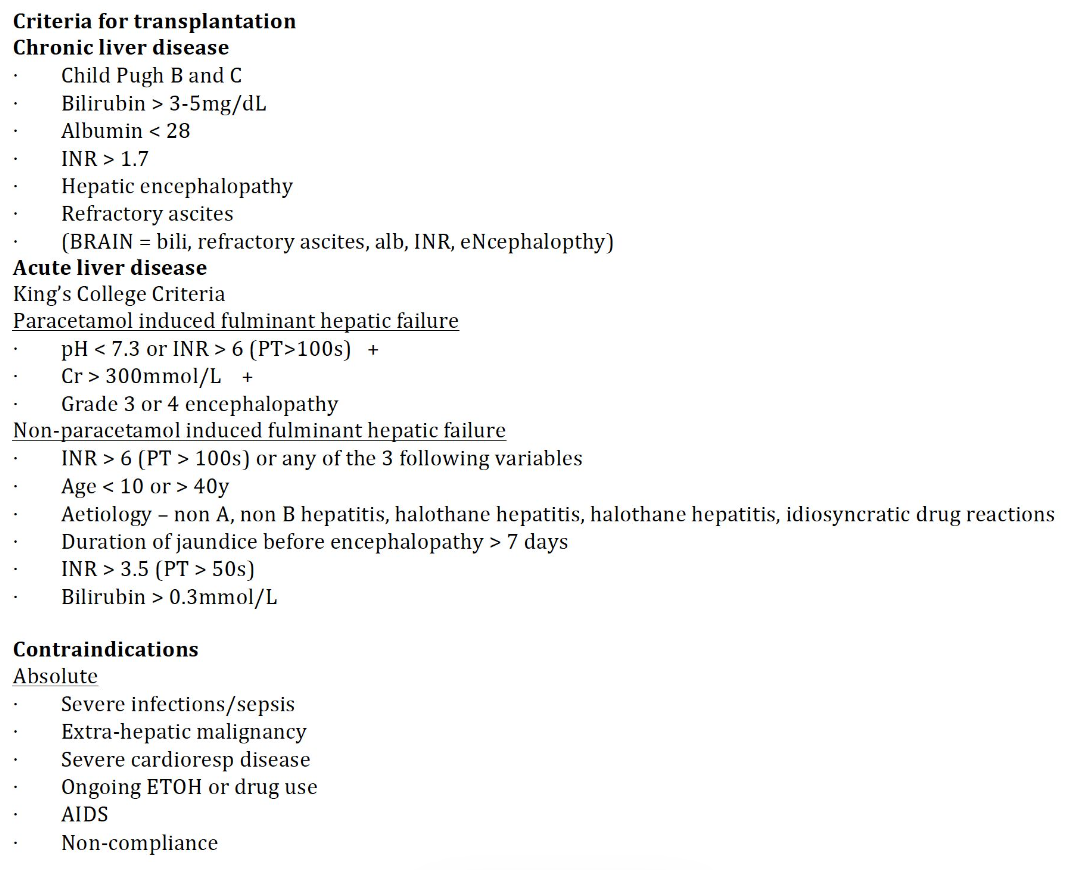 Criteria for transplantation
Chronic liver disease
· Child Pugh B and C
· Bilirubin > 3-5mg/dL
· Albumin < 28
· INR > 1.7
· Hepatic encephalopathy
· Refractory ascites
· (BRAIN = bili, refractory ascites, alb, INR, eNcephalopthy)
Acute liver disease
King’s College Criteria
Paracetamol induced fulminant hepatic failure
· pH < 7.3 or INR > 6 (PT>100s) +
· Cr > 300mmol/L +
· Grade 3 or 4 encephalopathy
Non-paracetamol induced fulminant hepatic failure
· INR > 6 (PT > 100s) or any of the 3 following variables
· Age < 10 or > 40y
· Aetiology – non A, non B hepatitis, halothane hepatitis, halothane hepatitis, idiosyncratic drug reactions
· Duration of jaundice before encephalopathy > 7 days
· INR > 3.5 (PT > 50s)
· Bilirubin > 0.3mmol/L
Contraindications
Absolute
· Severe infections/sepsis
· Extra-hepatic malignancy
· Severe cardioresp disease
· Ongoing ETOH or drug use
· AIDS
· Non-compliance